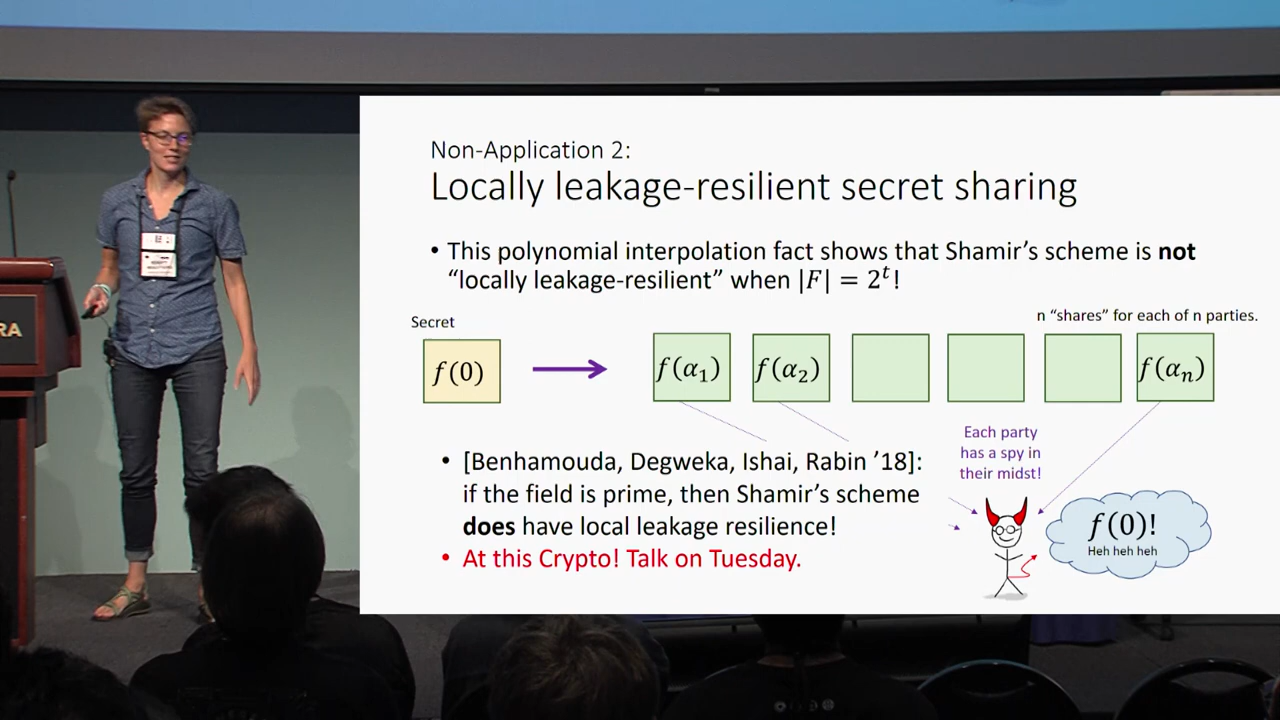 Non-Application 2:
Locally leakage-resilient secret sharing
• This polynomial interpolation fact shows that Shamir's scheme is not
"locally leakage-resilient" when |F| = 2^t!
Secret
n "shares" for each of n parties.
f(0)
f(α₁)
f(α₂)
f(αₙ)
Each party
has a spy in
their midst!
• [Benhamouda, Degweka, Ishai, Rabin '18]:
if the field is prime, then Shamir's scheme
does have local leakage resilience!
• At this Crypto! Talk on Tuesday.
f(0)!
Heh heh heh
RA